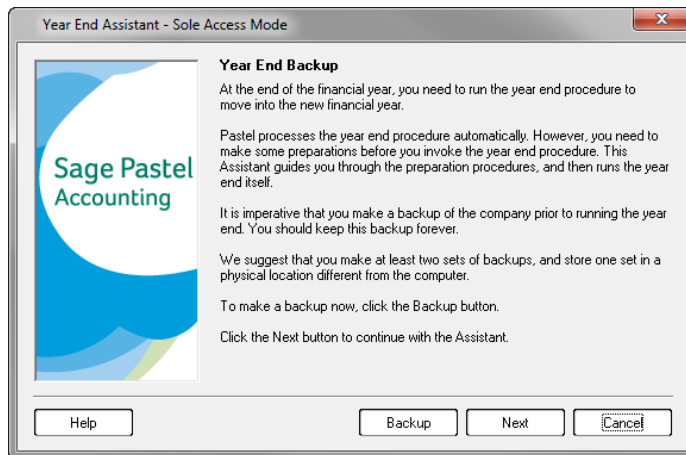 Year End Assistant - Sole Access Mode
Year End Backup
At the end of the financial year, you need to run the year end procedure to
move into the new financial year.
Pastel processes the year end procedure automatically. However, you need to
make some preparations before you invoke the year end procedure. This
Assistant guides you through the preparation procedures, and then runs the year
end itself.
It is imperative that you make a backup of the company prior to running the year
end. You should keep this backup forever.
We suggest that you make at least two sets of backups, and store one set in a
physical location different from the computer.
To make a backup now, click the Backup button.
Click the Next button to continue with the Assistant.
Sage Pastel
Accounting
Help
Backup
Next
Cancel